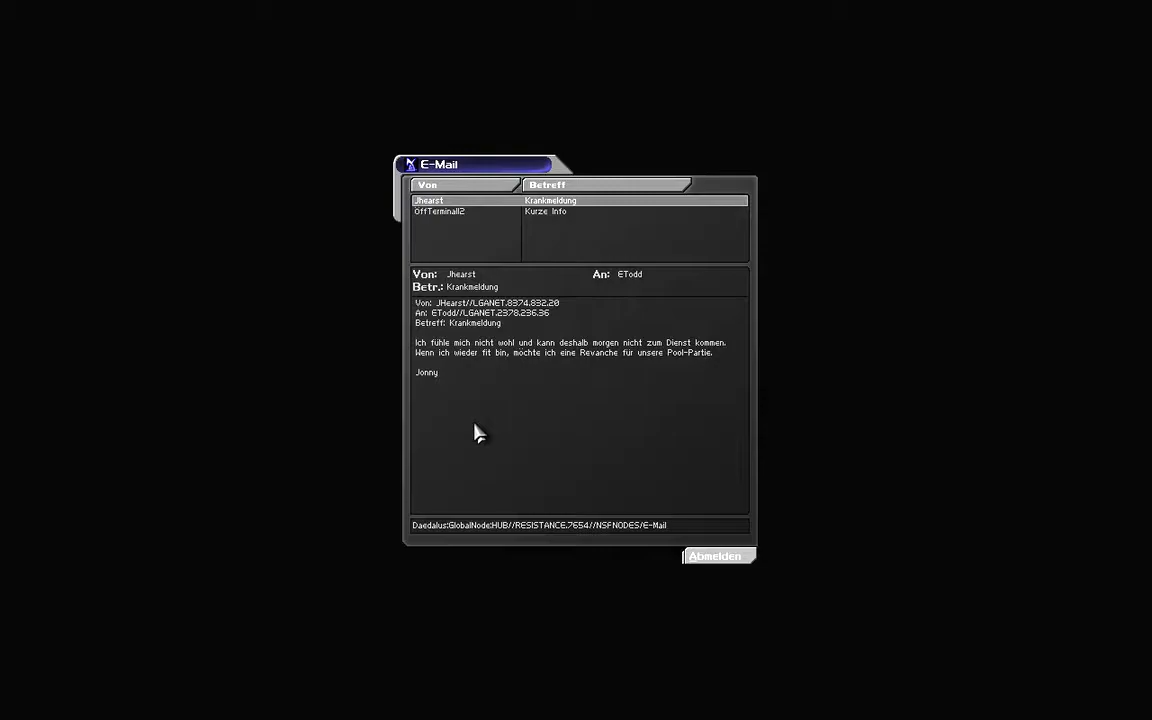 E-Mail
Von Betreff
Jhearst Krankmeldung
OffTerminal2 Kurze Info
Von: Jhearst An: ETodd
Betr.: Krankmeldung
Von: JHearst//LGANET.8374.832.20
An: ETodd//LGANET.2378.236.36
Betreff: Krankmeldung
Ich fühle mich nicht wohl und kann deshalb morgen nicht zum Dienst kommen.
Wenn ich wieder fit bin, möchte ich eine Revanche für unsere Pool-Partie.
Jonny
Daedalus:GlobalNode:HUB//RESISTANCE.7654//NSFNODES/E-Mail
Abmelden